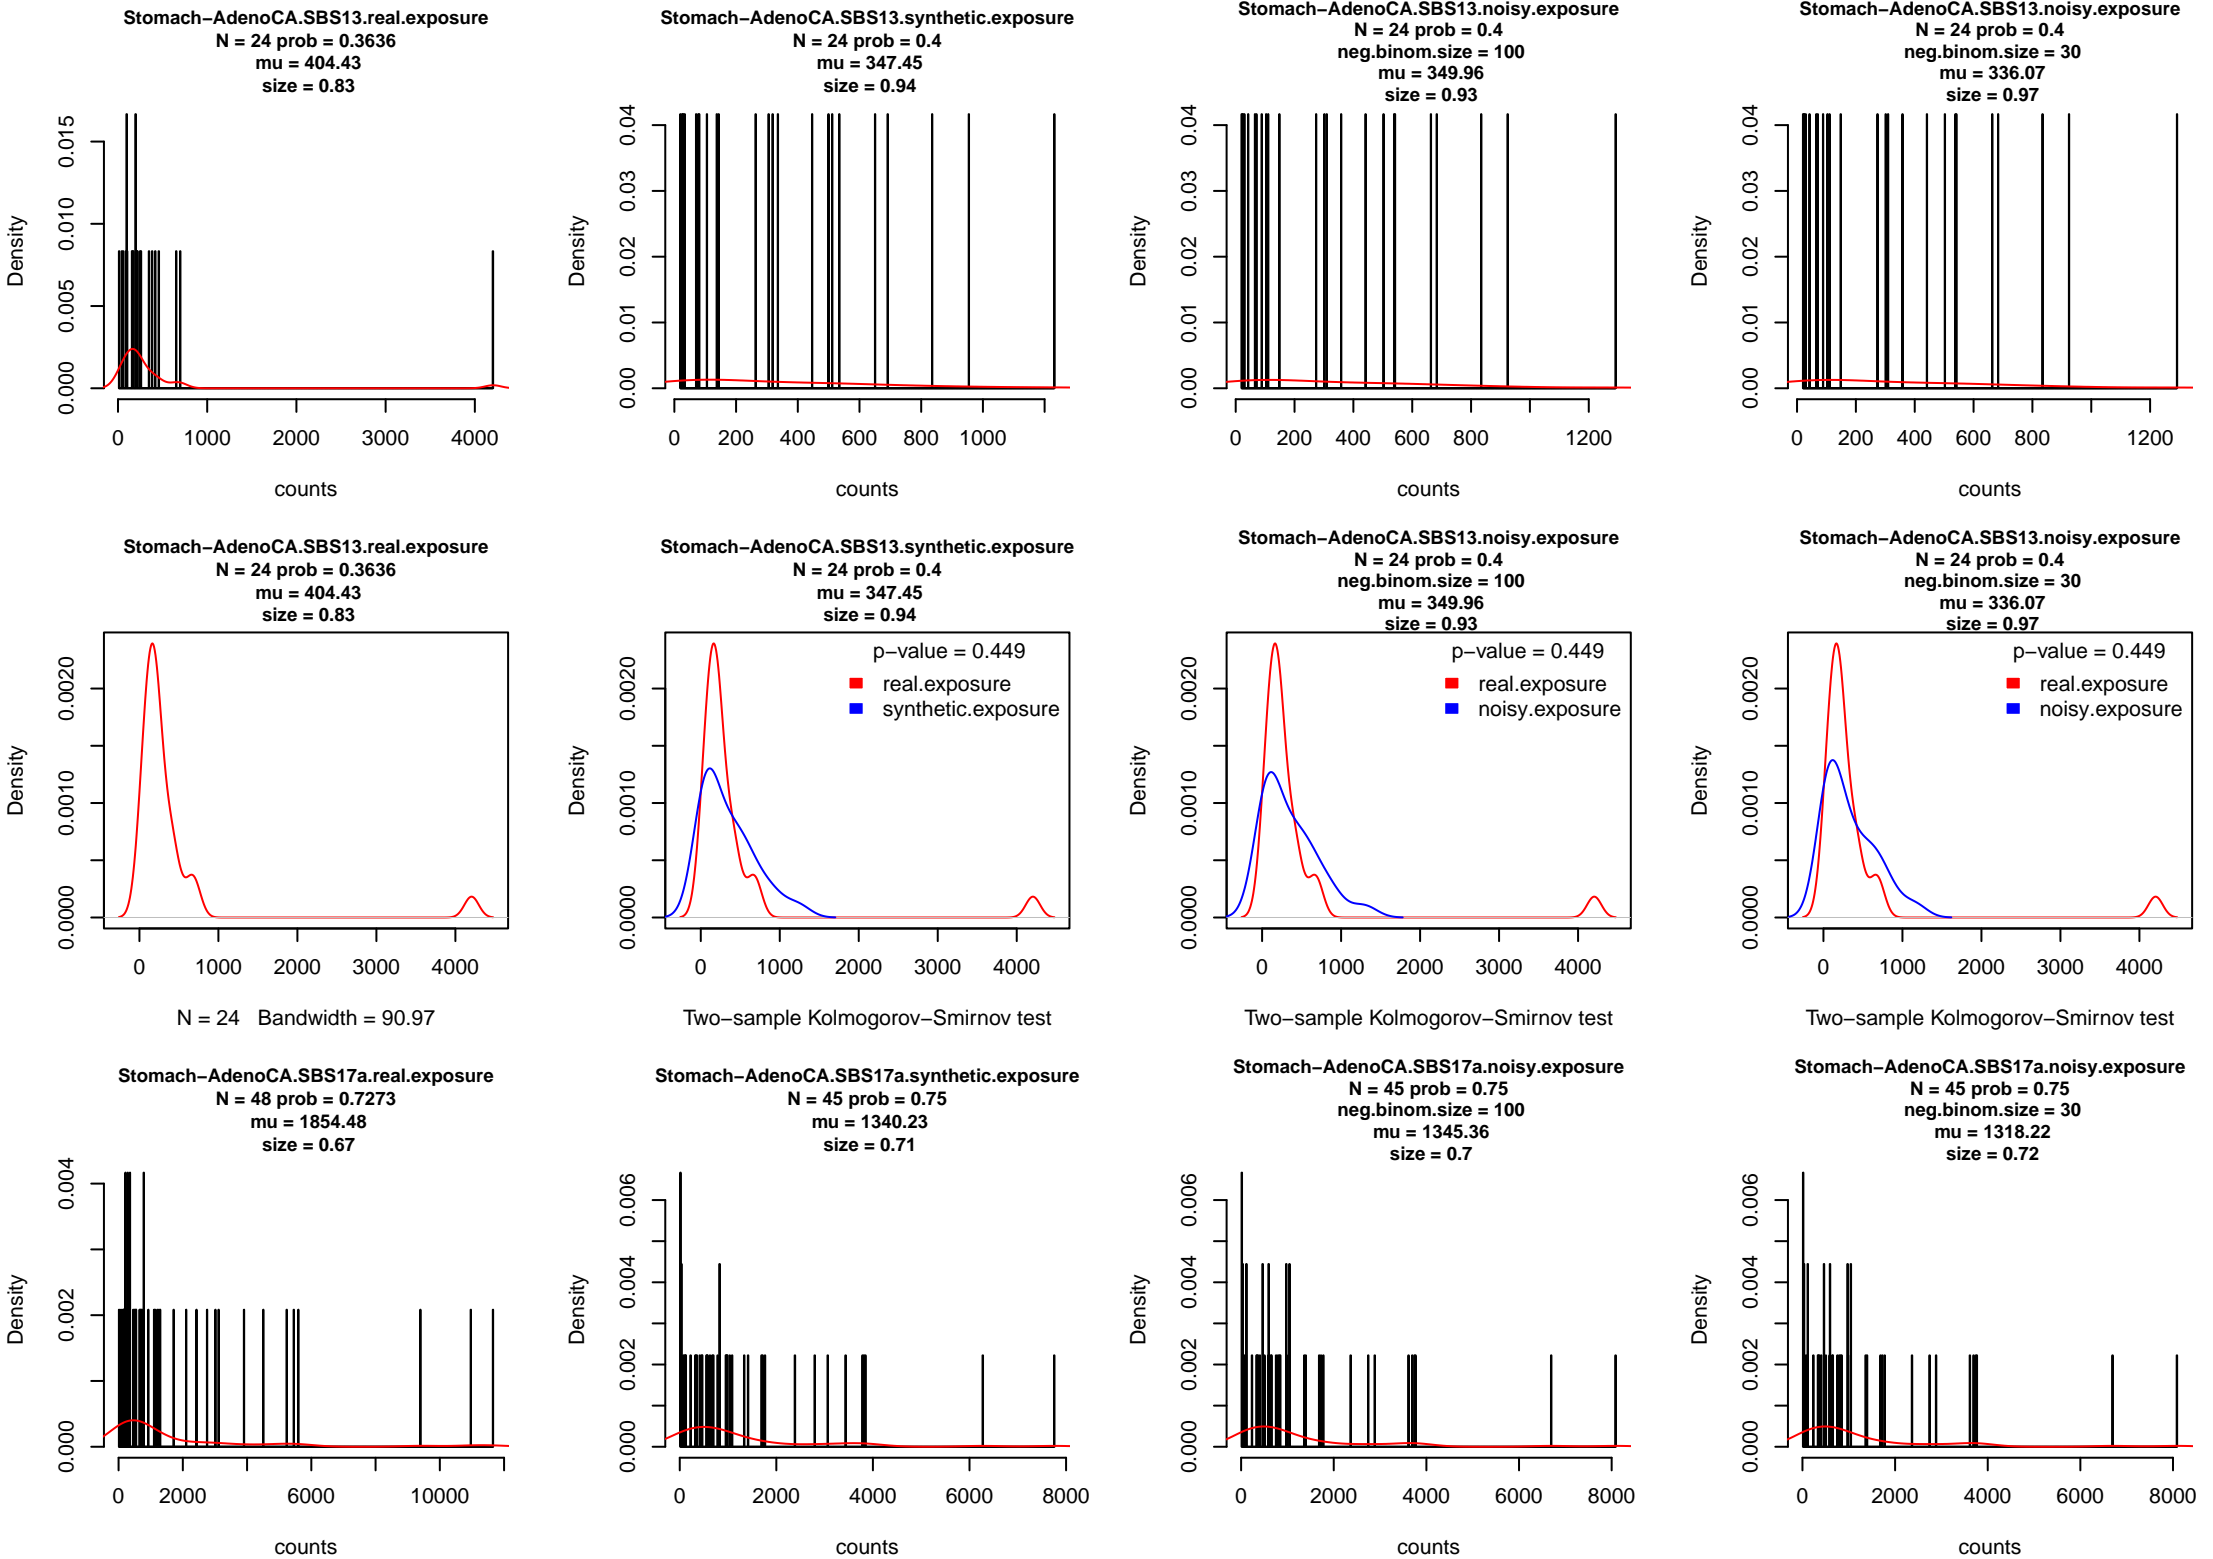 Stomach−AdenoCA.SBS13.real.exposure
N = 24 prob = 0.3636
mu = 404.43
size = 0.83
Density
0.000 0.005 0.010 0.015
0 1000 2000 3000 4000
counts
Stomach−AdenoCA.SBS13.synthetic.exposure
N = 24 prob = 0.4
mu = 347.45
size = 0.94
Density
0.00 0.01 0.02 0.03 0.04
0 200 400 600 800 1000
counts
Stomach−AdenoCA.SBS13.noisy.exposure
N = 24 prob = 0.4
neg.binom.size = 100
mu = 349.96
size = 0.93
Density
0.00 0.01 0.02 0.03 0.04
0 200 400 600 800 1200
counts
Stomach−AdenoCA.SBS13.noisy.exposure
N = 24 prob = 0.4
neg.binom.size = 30
mu = 336.07
size = 0.97
Density
0.00 0.01 0.02 0.03 0.04
0 200 400 600 800 1200
counts
Stomach−AdenoCA.SBS13.real.exposure
N = 24 prob = 0.3636
mu = 404.43
size = 0.83
Density
0.0000 0.0010 0.0020
0 1000 2000 3000 4000
N = 24 Bandwidth = 90.97
Stomach−AdenoCA.SBS13.synthetic.exposure
N = 24 prob = 0.4
mu = 347.45
size = 0.94
p−value = 0.449
real.exposure
synthetic.exposure
Density
0.0000 0.0010 0.0020
0 1000 2000 3000 4000
Two−sample Kolmogorov−Smirnov test
Stomach−AdenoCA.SBS13.noisy.exposure
N = 24 prob = 0.4
neg.binom.size = 100
mu = 349.96
size = 0.93
p−value = 0.449
real.exposure
noisy.exposure
Density
0.0000 0.0010 0.0020
0 1000 2000 3000 4000
Two−sample Kolmogorov−Smirnov test
Stomach−AdenoCA.SBS13.noisy.exposure
N = 24 prob = 0.4
neg.binom.size = 30
mu = 336.07
size = 0.97
p−value = 0.449
real.exposure
noisy.exposure
Density
0.0000 0.0010 0.0020
0 1000 2000 3000 4000
Two−sample Kolmogorov−Smirnov test
Stomach−AdenoCA.SBS17a.real.exposure
N = 48 prob = 0.7273
mu = 1854.48
size = 0.67
Density
0.000 0.002 0.004
0 2000 6000 10000
counts
Stomach−AdenoCA.SBS17a.synthetic.exposure
N = 45 prob = 0.75
mu = 1340.23
size = 0.71
Density
0.000 0.002 0.004 0.006
0 2000 4000 6000 8000
counts
Stomach−AdenoCA.SBS17a.noisy.exposure
N = 45 prob = 0.75
neg.binom.size = 100
mu = 1345.36
size = 0.7
Density
0.000 0.002 0.004 0.006
0 2000 4000 6000 8000
counts
Stomach−AdenoCA.SBS17a.noisy.exposure
N = 45 prob = 0.75
neg.binom.size = 30
mu = 1318.22
size = 0.72
Density
0.000 0.002 0.004 0.006
0 2000 4000 6000 8000
counts